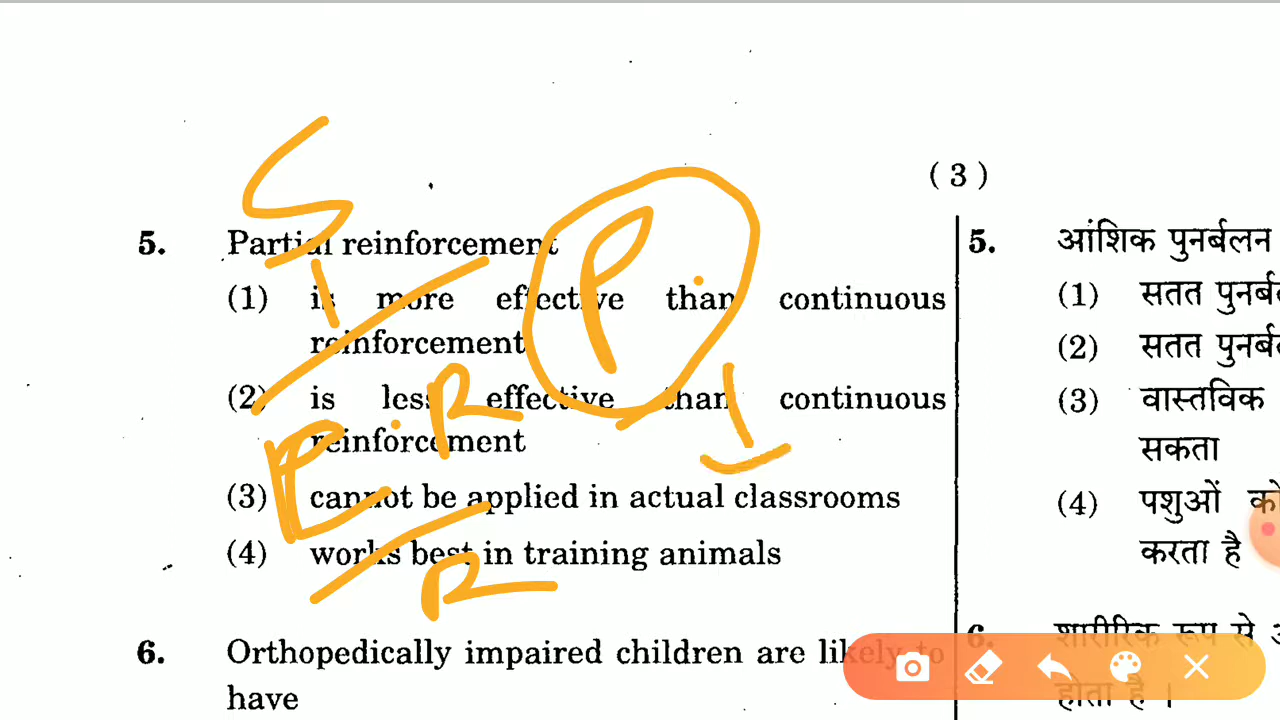 ( 3 )
5. Partial reinforcement
(1) is more effective than continuous
reinforcement
(2) is less effective than continuous
reinforcement
(3) cannot be applied in actual classrooms
(4) works best in training animals
6. Orthopedically impaired children are likely to
have
5. आंशिक पुनर्बलन
(1) सतत
(2) सतत
(3) वास्तविक
सकता
(4) पशुओं
करता है
6. शारीरिक रूप से
होता है ।
S
P
R
P
R
1